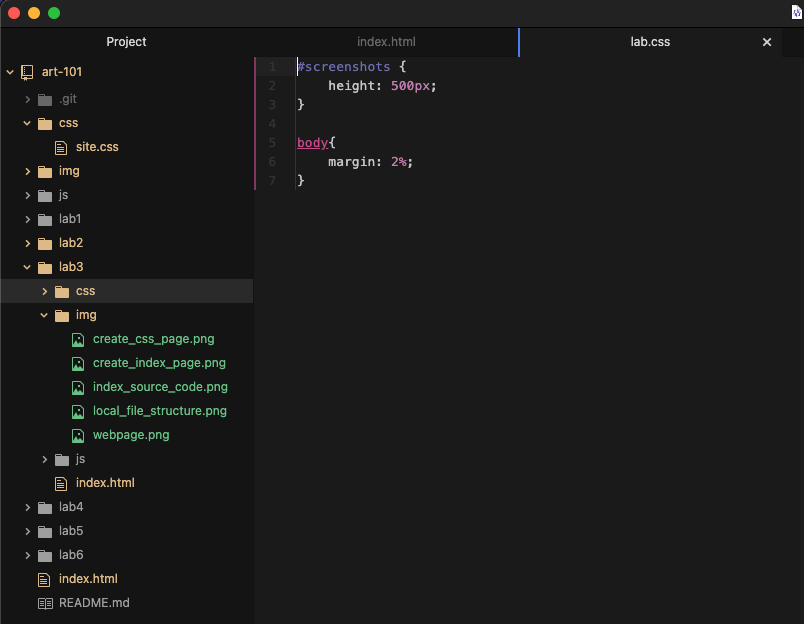 Project
index.html
lab.css
art-101
.git
css
site.css
img
js
lab1
lab2
lab3
css
img
create_css_page.png
create_index_page.png
index_source_code.png
local_file_structure.png
webpage.png
js
index.html
lab4
lab5
lab6
index.html
README.md
1 #screenshots {
2 height: 500px;
3 }
4
5 body{
6 margin: 2%;
7 }